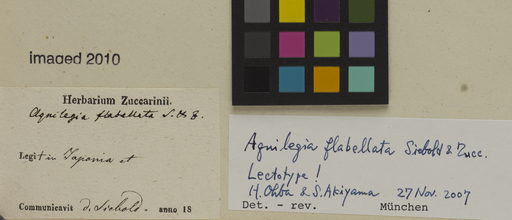 imaged 2010
Herbarium Zuccarinii.
Aquilegia flabellata S. & Z.
Legit in Japonia et
Communicavit d. Siebold. anno 18
Aquilegia flabellata Siebold & Zucc.
Lectotype !
H. Ohba & S. Akiyama 27 Nov. 2007
Det. - rev. München